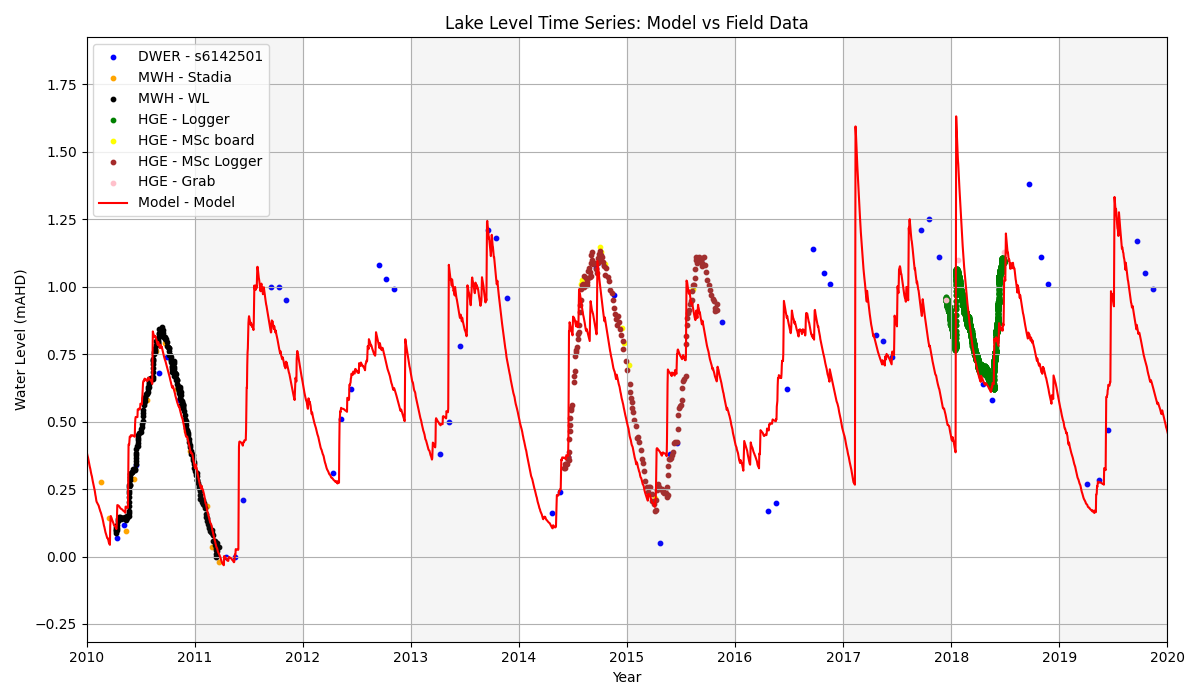 Lake Level Time Series: Model vs Field Data
DWER - s6142501
MWH - Stadia
MWH - WL
HGE - Logger
HGE - MSc board
HGE - MSc Logger
HGE - Grab
Model - Model
Water Level (mAHD)
1.75
1.50
1.25
1.00
0.75
0.50
0.25
0.00
−0.25
2010 2011 2012 2013 2014 2015 2016 2017 2018 2019 2020
Year